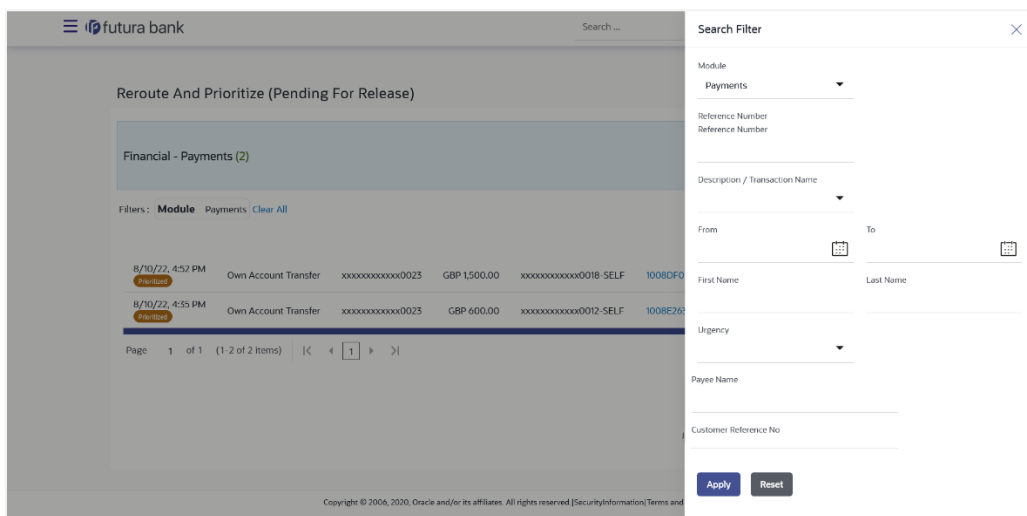 futura bank
Search ...
Reroute And Prioritize (Pending For Release)
Financial - Payments (2)
Filters : Module Payments Clear All
8/10/22, 4:52 PM
Prioritized
Own Account Transfer xxxxxxxxxxxx0023 GBP 1,500.00 xxxxxxxxxxxx0018-SELF 1008DF0
8/10/22, 4:35 PM
Prioritized
Own Account Transfer xxxxxxxxxxxx0023 GBP 600.00 xxxxxxxxxxxx0012-SELF 1008E263
Page 1 of 1 (1-2 of 2 items) 1
Copyright © 2006, 2020, Oracle and/or its affiliates. All rights reserved.|SecurityInformation|Terms and
Search Filter
Module
Payments
Reference Number
Reference Number
Description / Transaction Name
From To
First Name Last Name
Urgency
Payee Name
Customer Reference No
Apply Reset